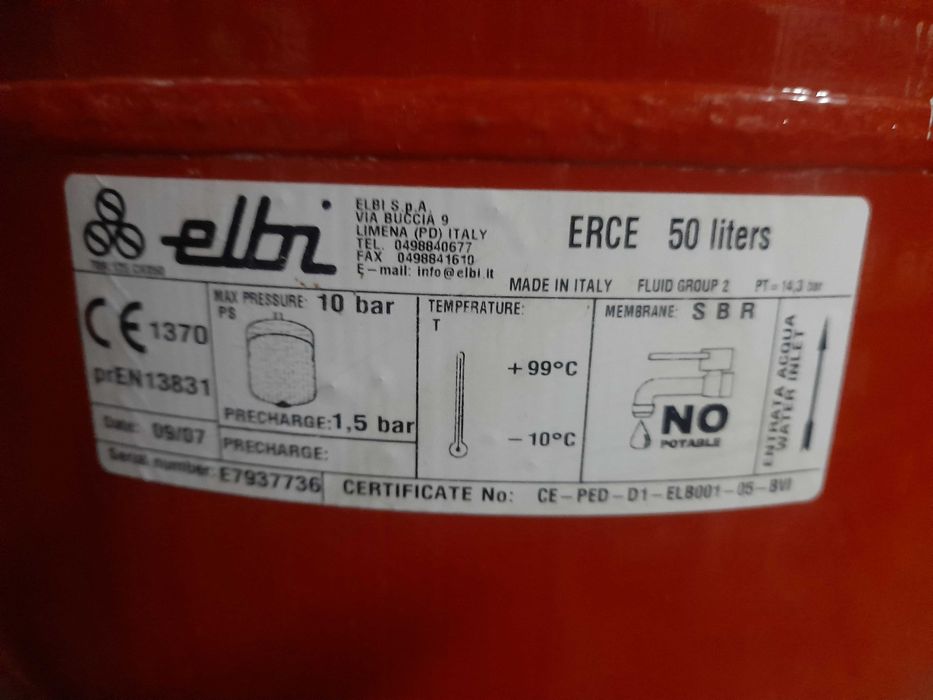 elbi
ELBI S.p.A.
VIA BUCCIA 9
LIMENA (PD) ITALY
TEL. 0498840677
FAX 0498841610
E-mail: info@elbi.it
ERCE 50 liters
MADE IN ITALY FLUID GROUP 2 PT = 14,3 bar
CE 1370
prEN13831
Date: 09/07
Serial number: E7937736
MAX PRESSURE: 10 bar
PS
PRECHARGE: 1,5 bar
PRECHARGE:
TEMPERATURE:
T
+99°C
-10°C
MEMBRANE: S B R
NO
POTABILE
ENTRATA ACQUA
WATER INLET
CERTIFICATE No: CE-PED-D1-ELB001-05-BVI